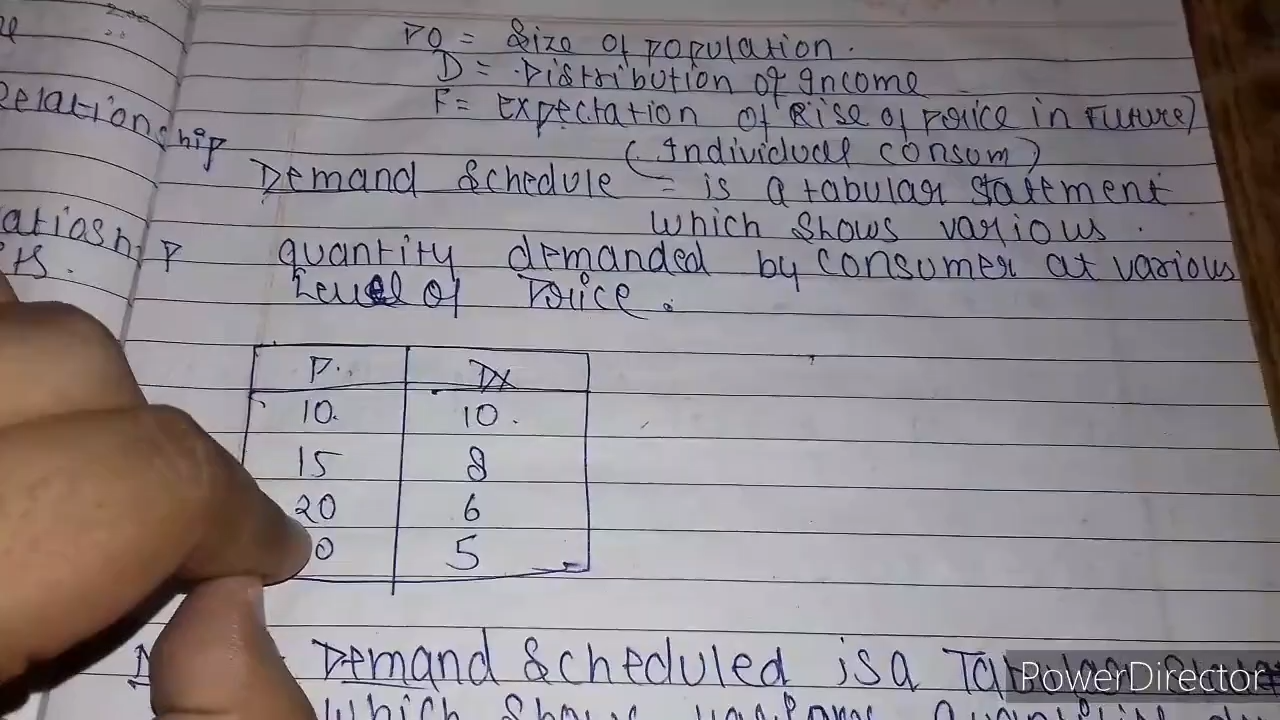 Relationship
PO = Size of Population.
D = Distribution of Income
F = Expectation of Rise of Price in Future)
(Individual consum)
Demand Schedule = is a tabular Statement
which shows various.
quantity demanded by consumer at various
Level of Price.
P. Dx
10. 10.
15 8
20 6
0 5
Demand Scheduled is a
which
PowerDirector